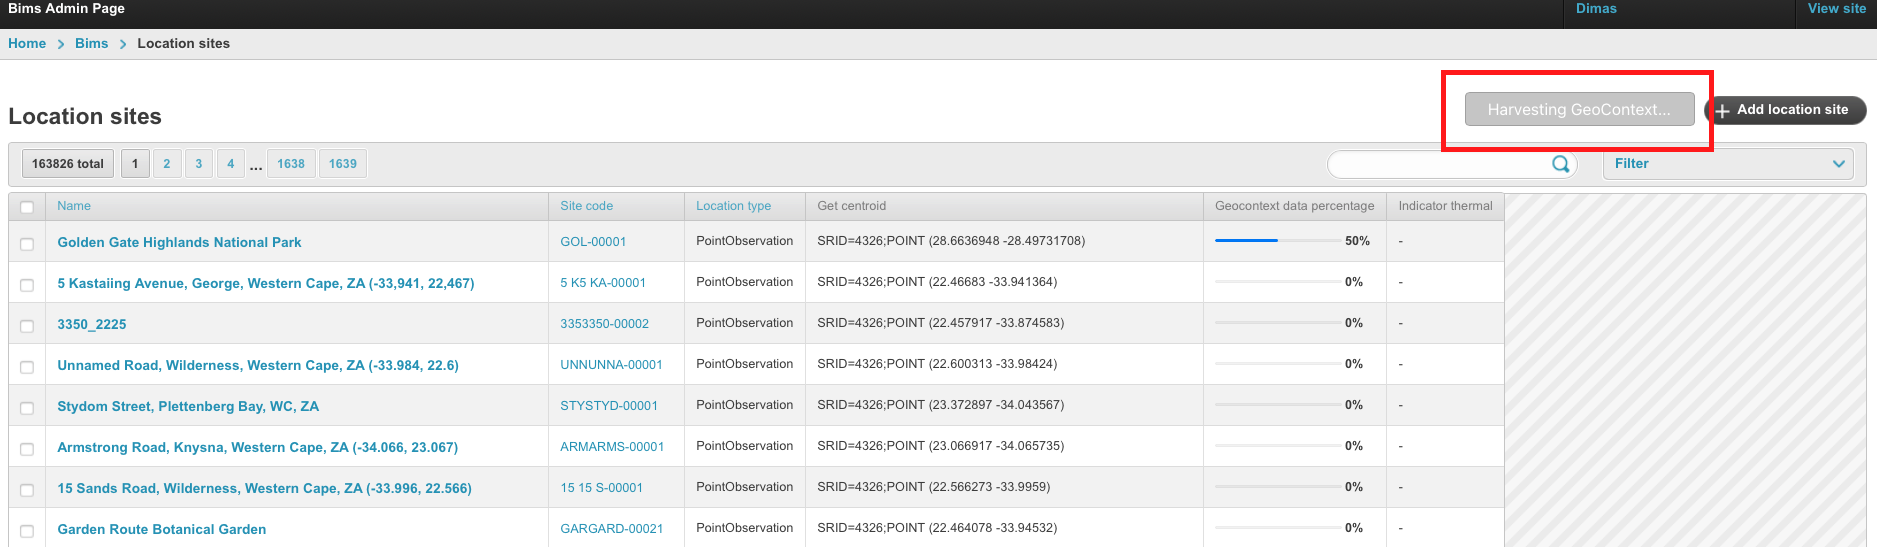 Bims Admin Page
Dimas
View site
Home > Bims > Location sites
Location sites
Harvesting GeoContext...
Add location site
163826 total 1 2 3 4 ... 1638 1639
Filter
Name Site code Location type Get centroid Geocontext data percentage Indicator thermal
Golden Gate Highlands National Park GOL-00001 PointObservation SRID=4326;POINT (28.6636948 -28.49731708) 50% -
5 Kastaiing Avenue, George, Western Cape, ZA (-33,941, 22,467) 5 K5 KA-00001 PointObservation SRID=4326;POINT (22.46683 -33.941364) 0% -
3350_2225 3353350-00002 PointObservation SRID=4326;POINT (22.457917 -33.874583) 0% -
Unnamed Road, Wilderness, Western Cape, ZA (-33.984, 22.6) UNNUNNA-00001 PointObservation SRID=4326;POINT (22.600313 -33.98424) 0% -
Stydom Street, Plettenberg Bay, WC, ZA STYSTYD-00001 PointObservation SRID=4326;POINT (23.372897 -34.043567) 0% -
Armstrong Road, Knysna, Western Cape, ZA (-34.066, 23.067) ARMARMS-00001 PointObservation SRID=4326;POINT (23.066917 -34.065735) 0% -
15 Sands Road, Wilderness, Western Cape, ZA (-33.996, 22.566) 15 15 S-00001 PointObservation SRID=4326;POINT (22.566273 -33.9959) 0% -
Garden Route Botanical Garden GARGARD-00021 PointObservation SRID=4326;POINT (22.464078 -33.94532) 0% -